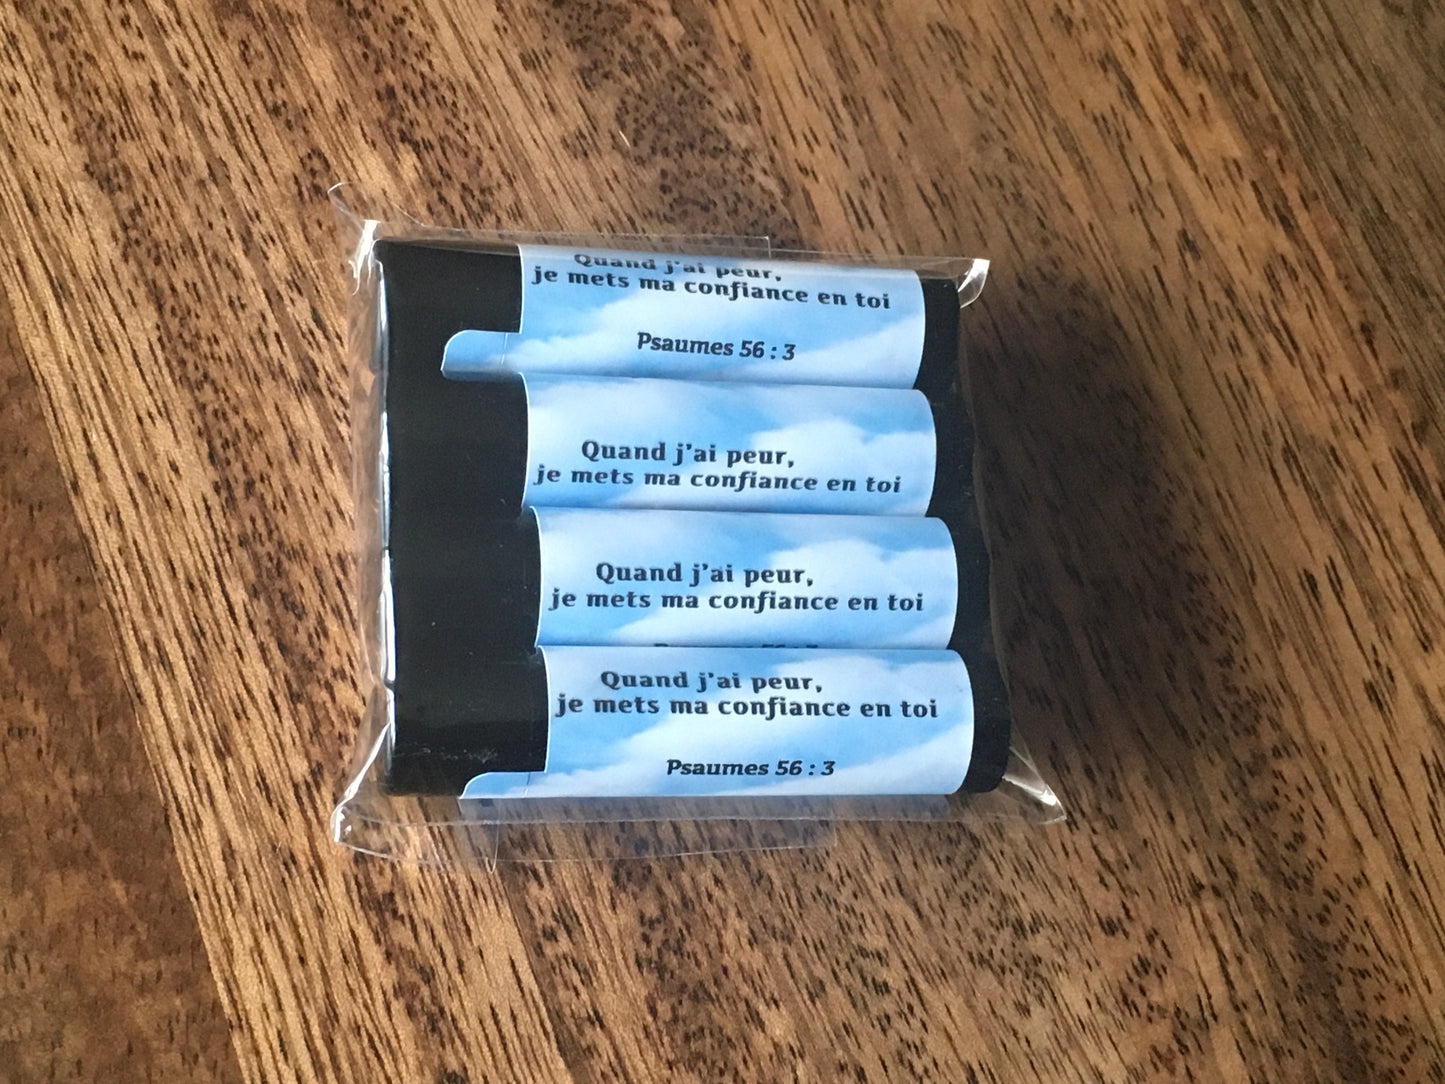 Quand j'ai peur,
je mets ma confiance en toi
Psaumes 56 : 3
Quand j'ai peur,
je mets ma confiance en toi
Quand j'ai peur,
je mets ma confiance en toi
Quand j'ai peur,
je mets ma confiance en toi
Psaumes 56 : 3